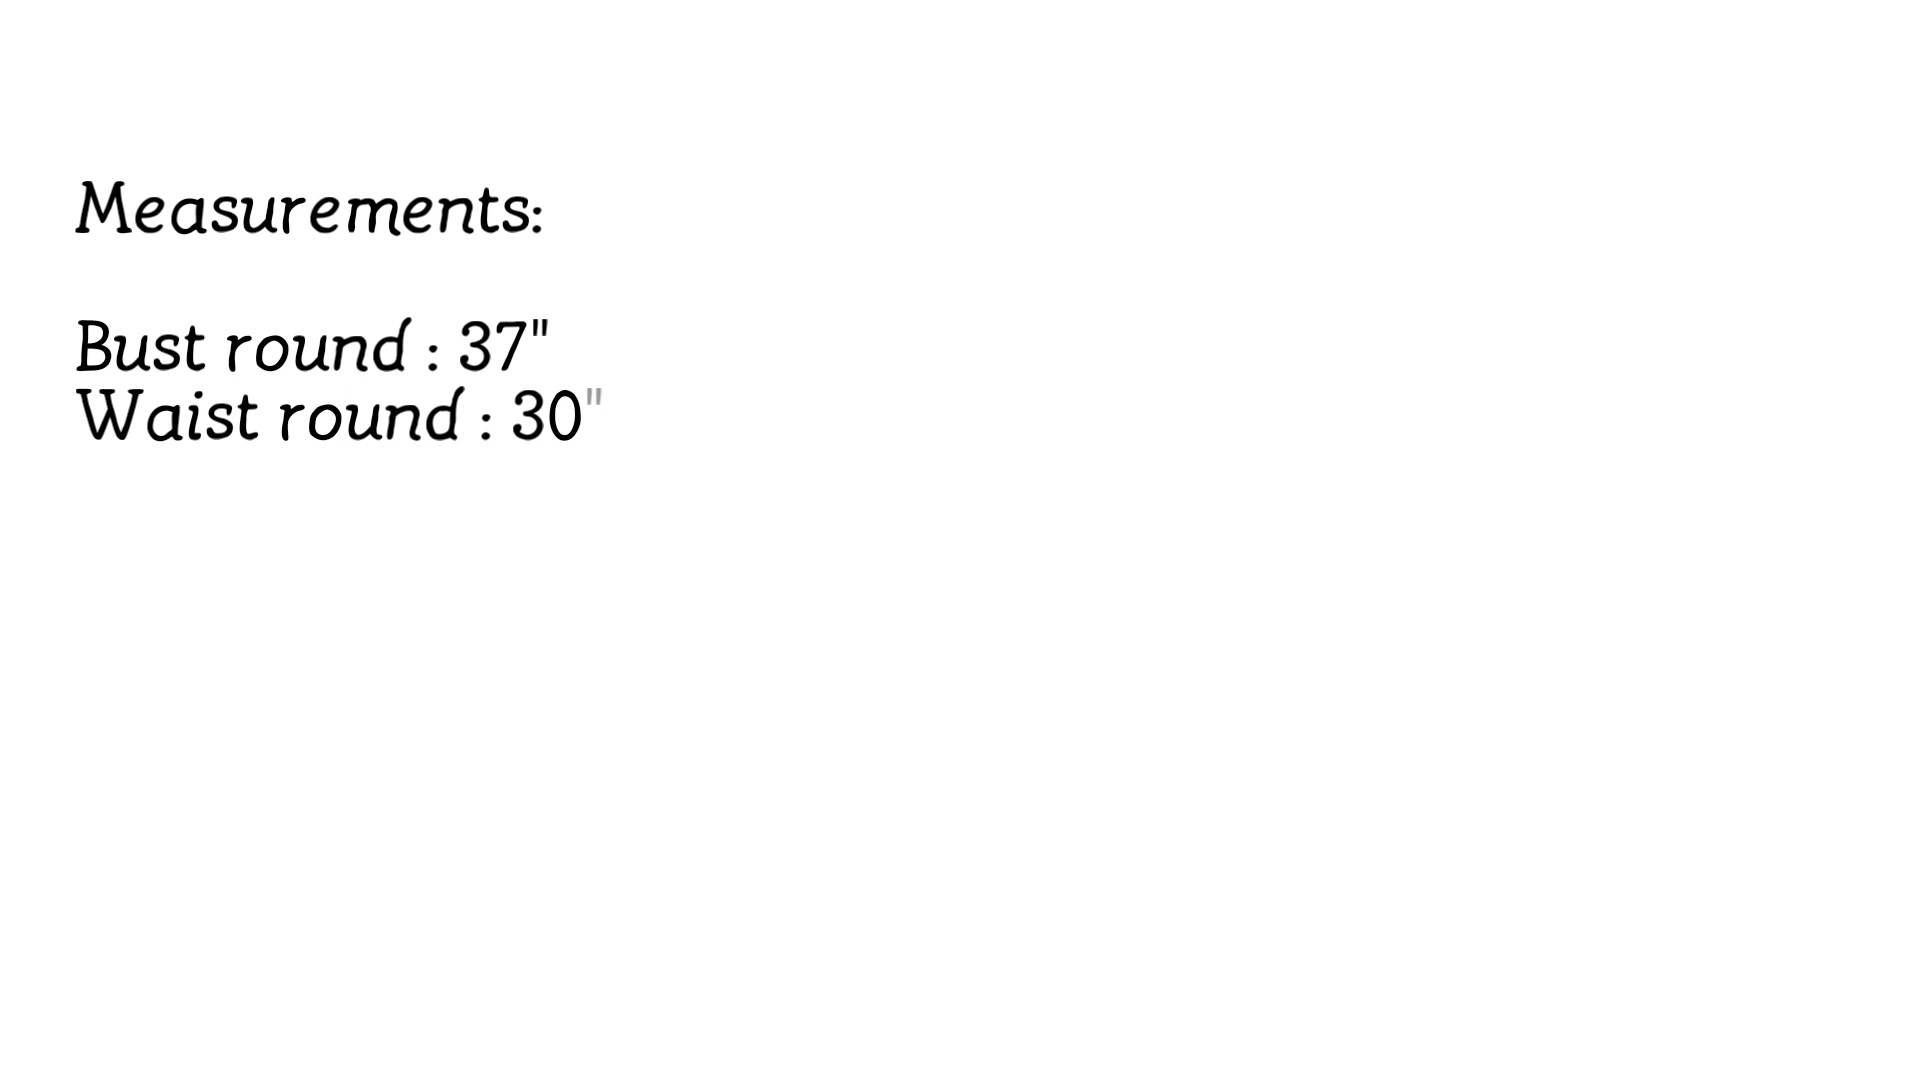 Measurements:
Bust round : 37"
Waist round : 30"